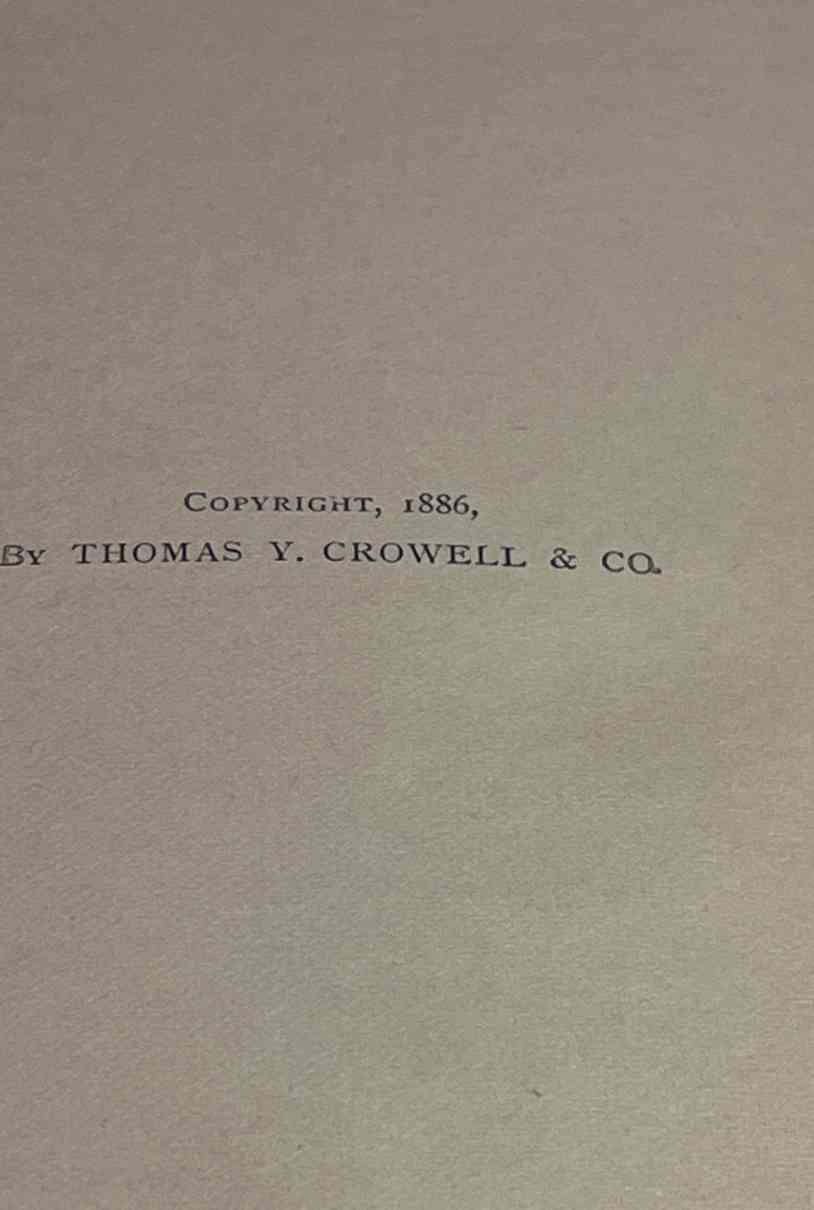 Copyright, 1886,
By THOMAS Y. CROWELL & CO.